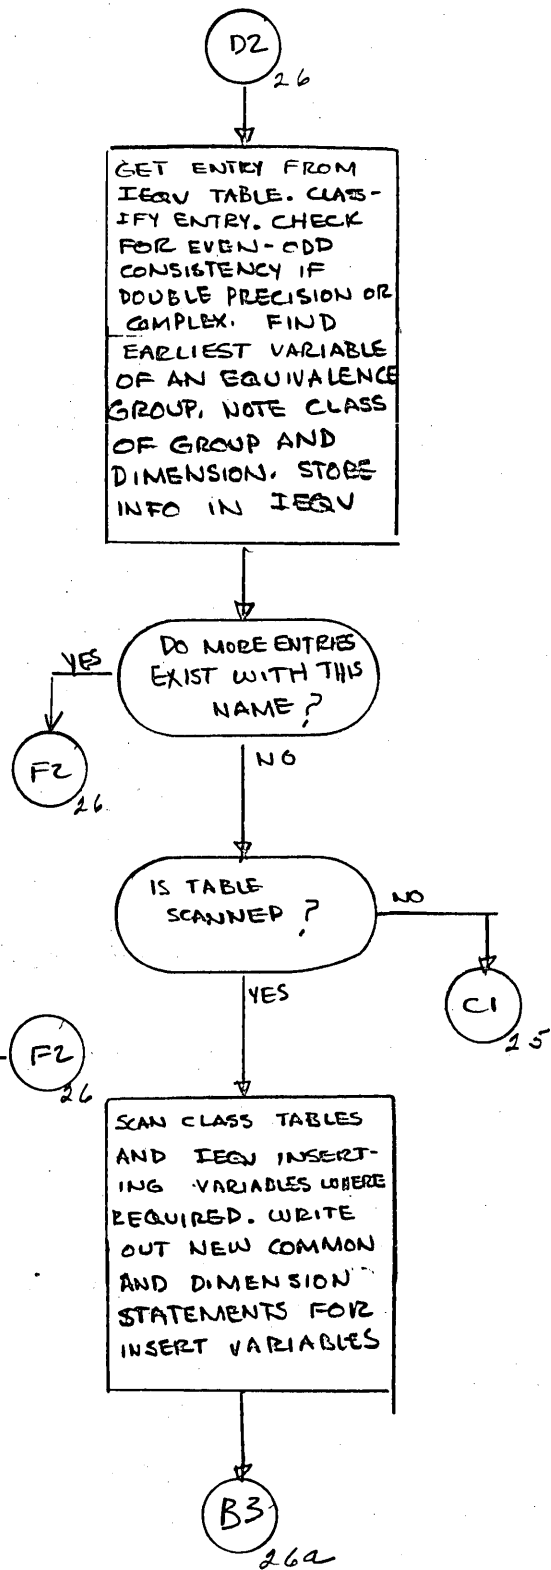 D2
26
GET ENTRY FROM
IEQU TABLE. CLASS-
IFY ENTRY. CHECK
FOR EVEN-ODD
CONSISTENCY IF
DOUBLE PRECISION OR
COMPLEX. FIND
EARLIEST VARIABLE
OF AN EQUIVALENCE
GROUP. NOTE CLASS
OF GROUP AND
DIMENSION. STORE
INFO IN IEQU
DO MORE ENTRIES
EXIST WITH THIS
NAME?
YES
F2
26
NO
IS TABLE
SCANNED?
NO
C1
25
YES
F2
26
SCAN CLASS TABLES
AND IEQU INSERT-
ING VARIABLES WHERE
REQUIRED. WRITE
OUT NEW COMMON
AND DIMENSION
STATEMENTS FOR
INSERT VARIABLES
B3
26a